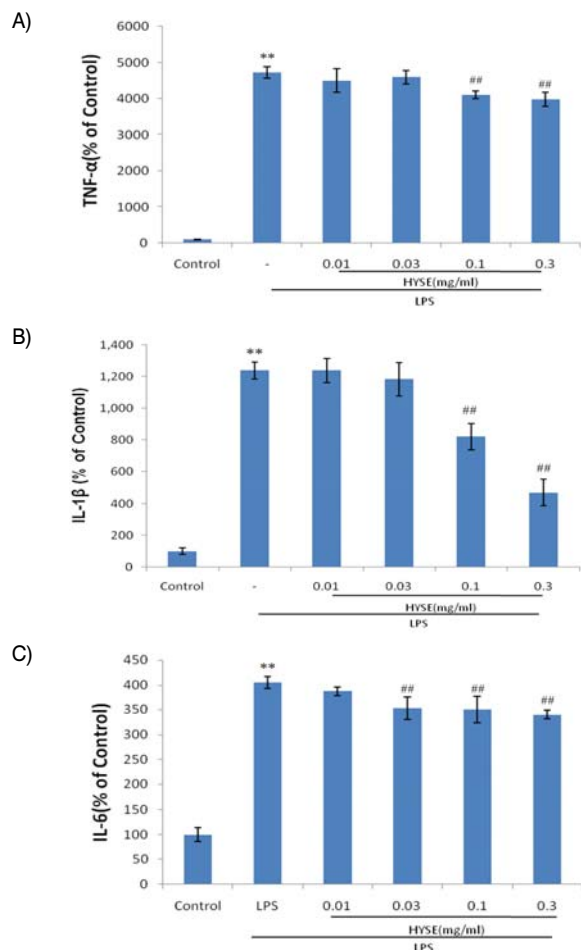 A)
TNF-α(% of Control)
6000
5000
4000
3000
2000
1000
0
**
##
##
Control - 0.01 0.03 0.1 0.3
HYSE(mg/ml)
LPS
B)
IL-1β (% of Control)
1,400
1,200
1,000
800
600
400
200
0
**
##
##
Control - 0.01 0.03 0.1 0.3
HYSE(mg/ml)
LPS
C)
IL-6(% of Control)
450
400
350
300
250
200
150
100
50
0
**
##
##
##
Control LPS 0.01 0.03 0.1 0.3
HYSE(mg/ml)
LPS